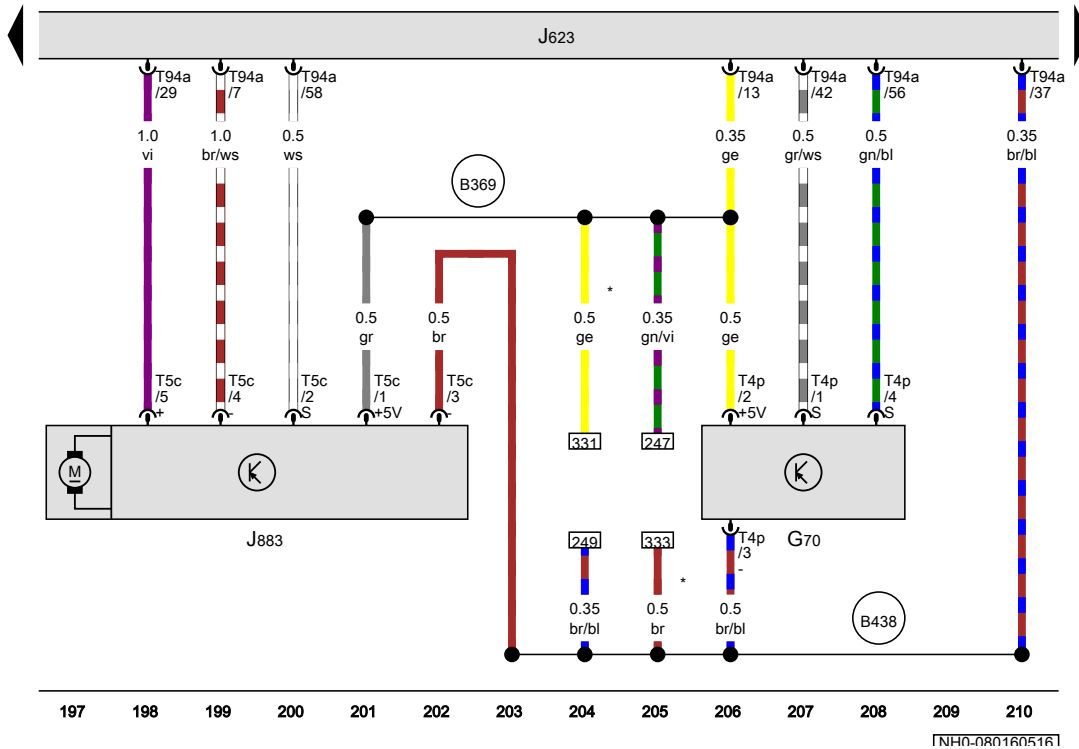 J623
T94a
/29
T94a
/7
T94a
/58
T94a
/13
T94a
/42
T94a
/56
T94a
/37
1.0
vi
1.0
br/ws
0.5
ws
0.35
ge
0.5
gr/ws
0.5
gn/bl
0.35
br/bl
B369
*
0.5
gr
0.5
br
0.5
ge
0.35
gn/vi
0.5
ge
T5c
/5
+
T5c
/4
-
T5c
/2
S
T5c
/1
+5V
T5c
/3
-
T4p
/2
+5V
T4p
/1
S
T4p
/4
S
331
247
M
J883
249
333
T4p
/3
-
G70
*
0.35
br/bl
0.5
br
0.5
br/bl
B438
197 198 199 200 201 202 203 204 205 206 207 208 209 210
NH0-080160516